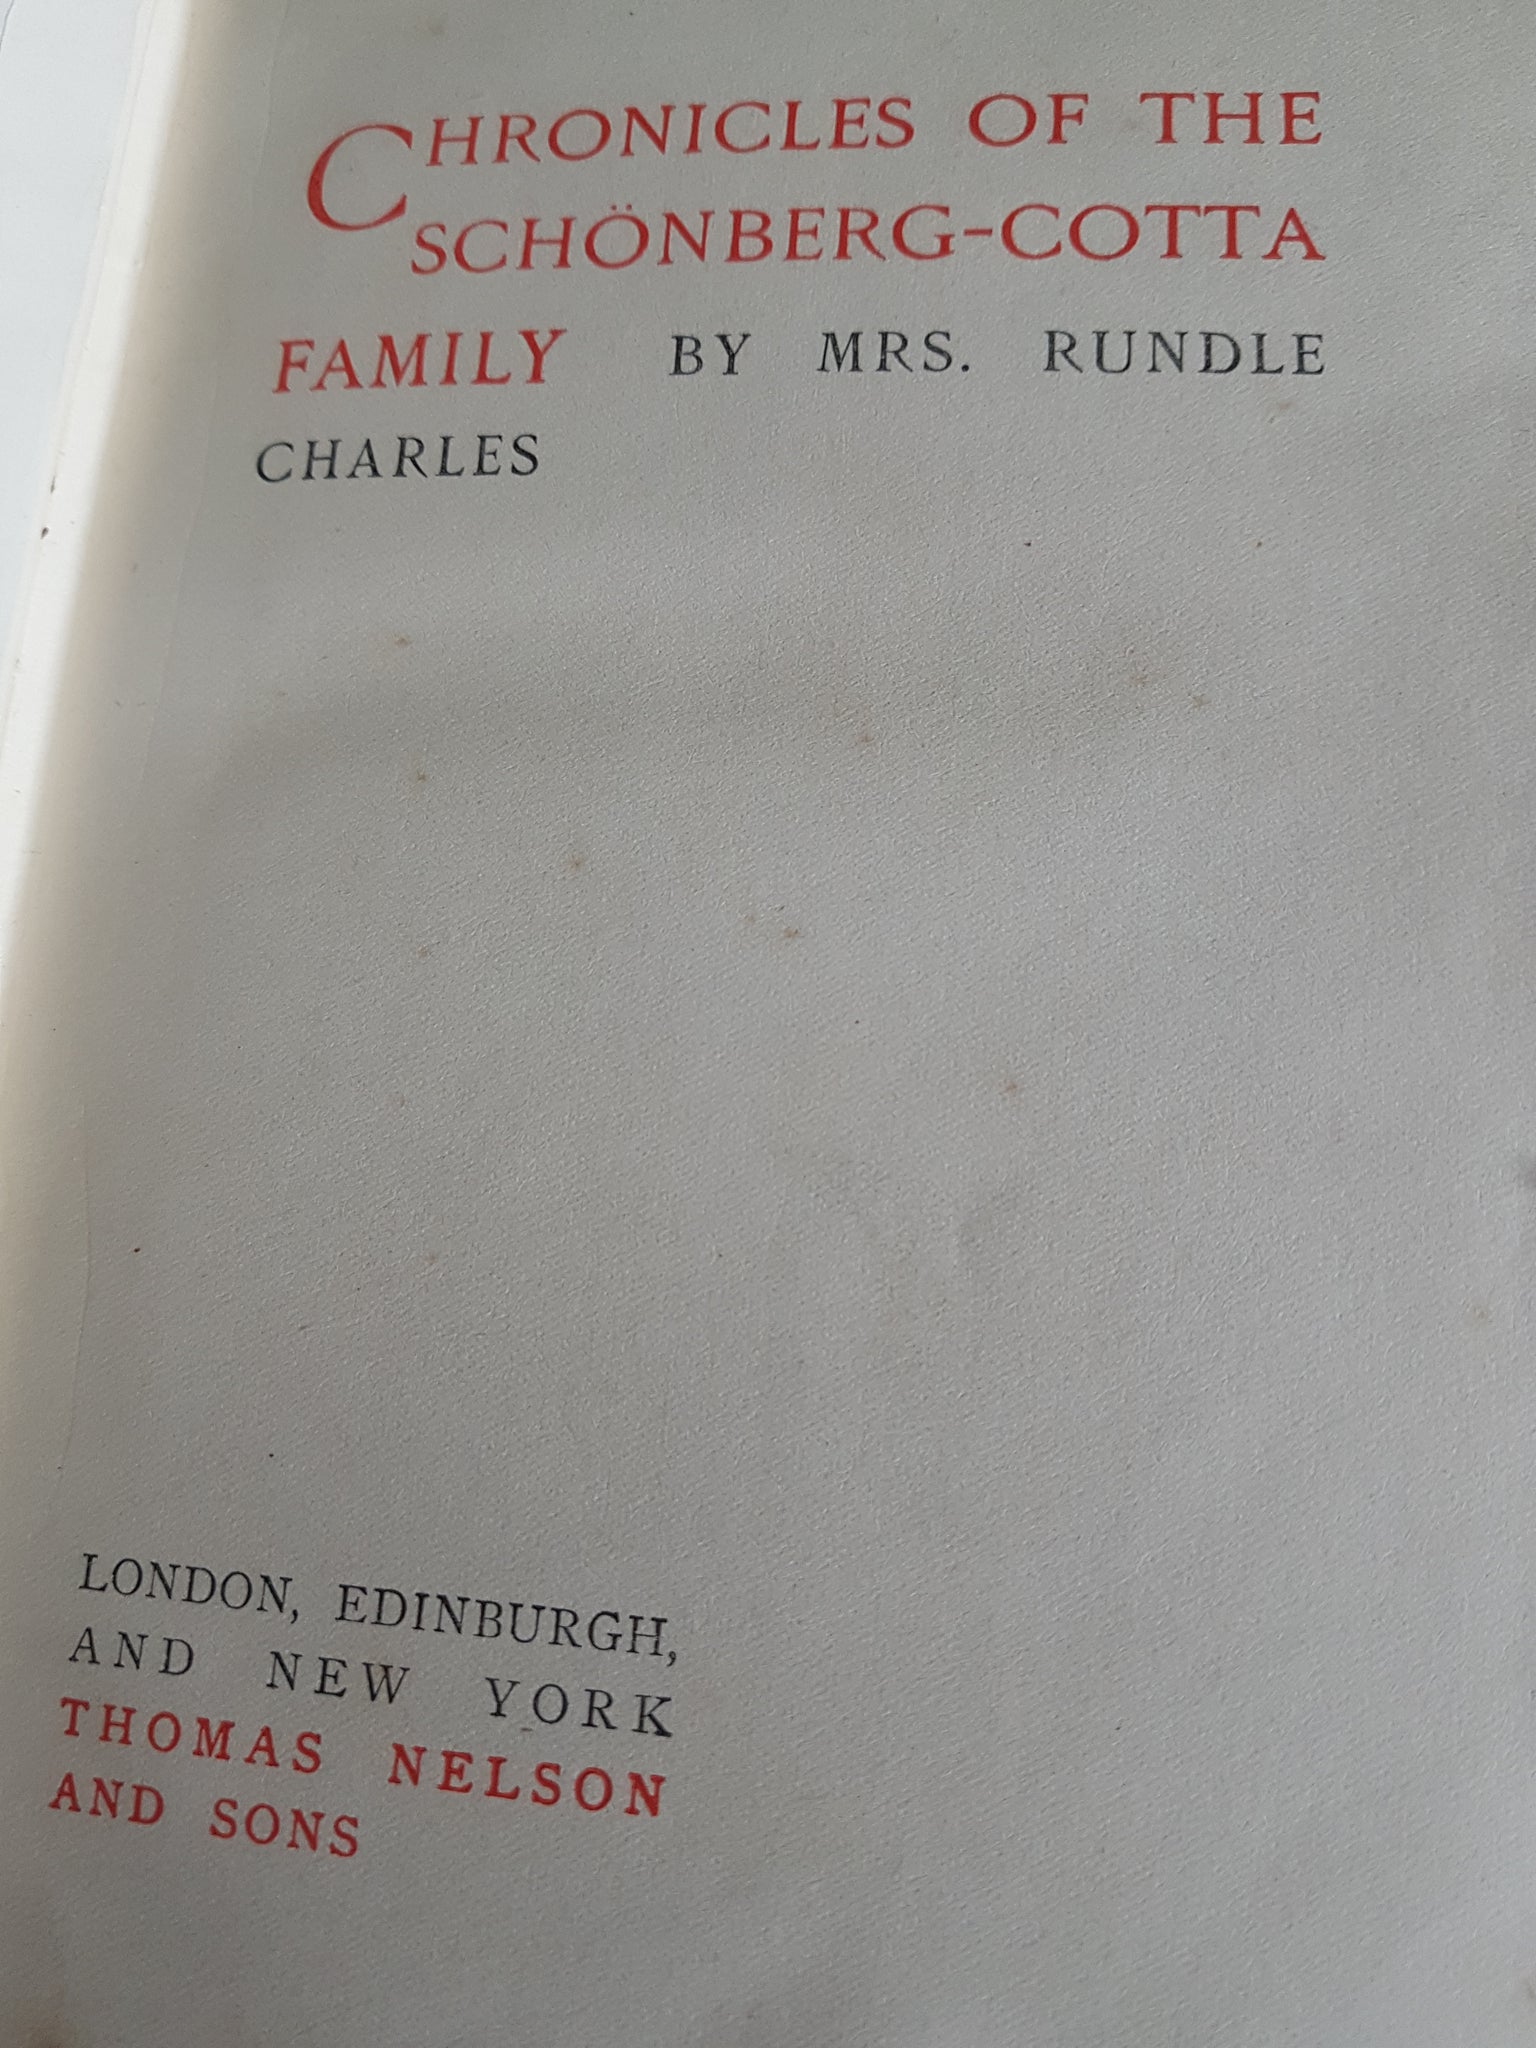 CHRONICLES OF THE
SCHÖNBERG-COTTA
FAMILY BY MRS. RUNDLE
CHARLES
LONDON, EDINBURGH,
AND NEW YORK
THOMAS NELSON
AND SONS